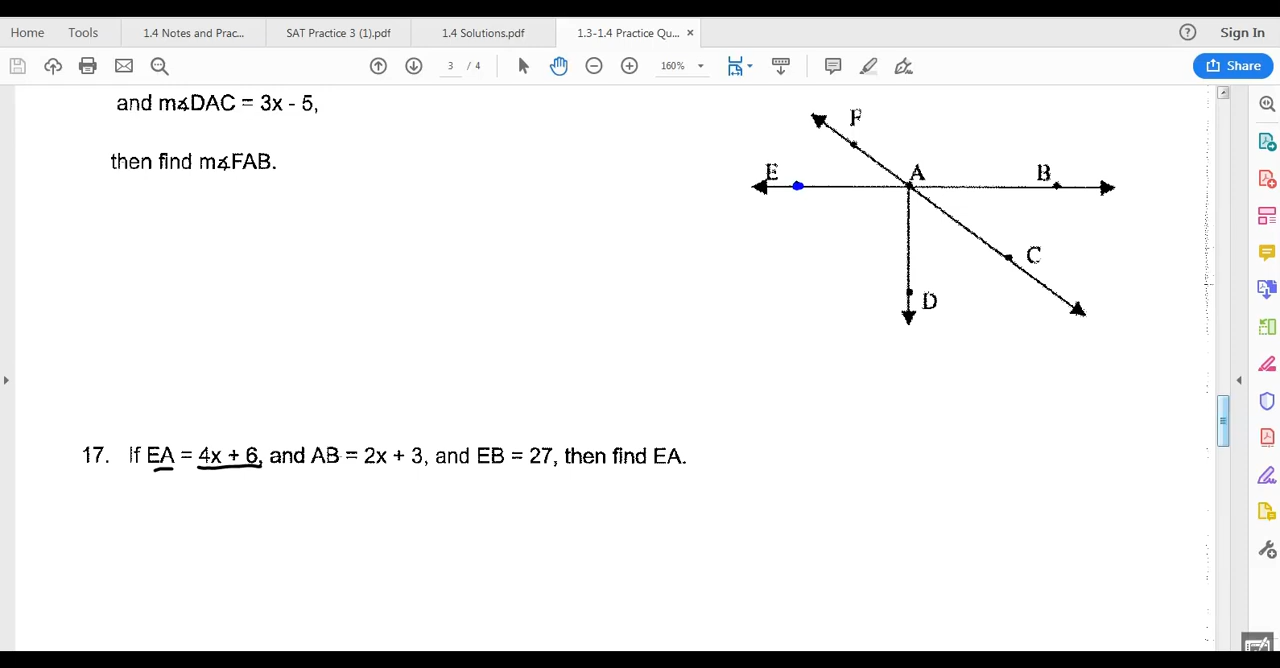 Home Tools 1.4 Notes and Prac... SAT Practice 3 (1).pdf 1.4 Solutions.pdf 1.3-1.4 Practice Qu... × ? Sign In
3 / 4 160% Share
and m∡DAC = 3x - 5,
F
then find m∡FAB.
E A B
C
D
17. If EA = 4x + 6, and AB = 2x + 3, and EB = 27, then find EA.